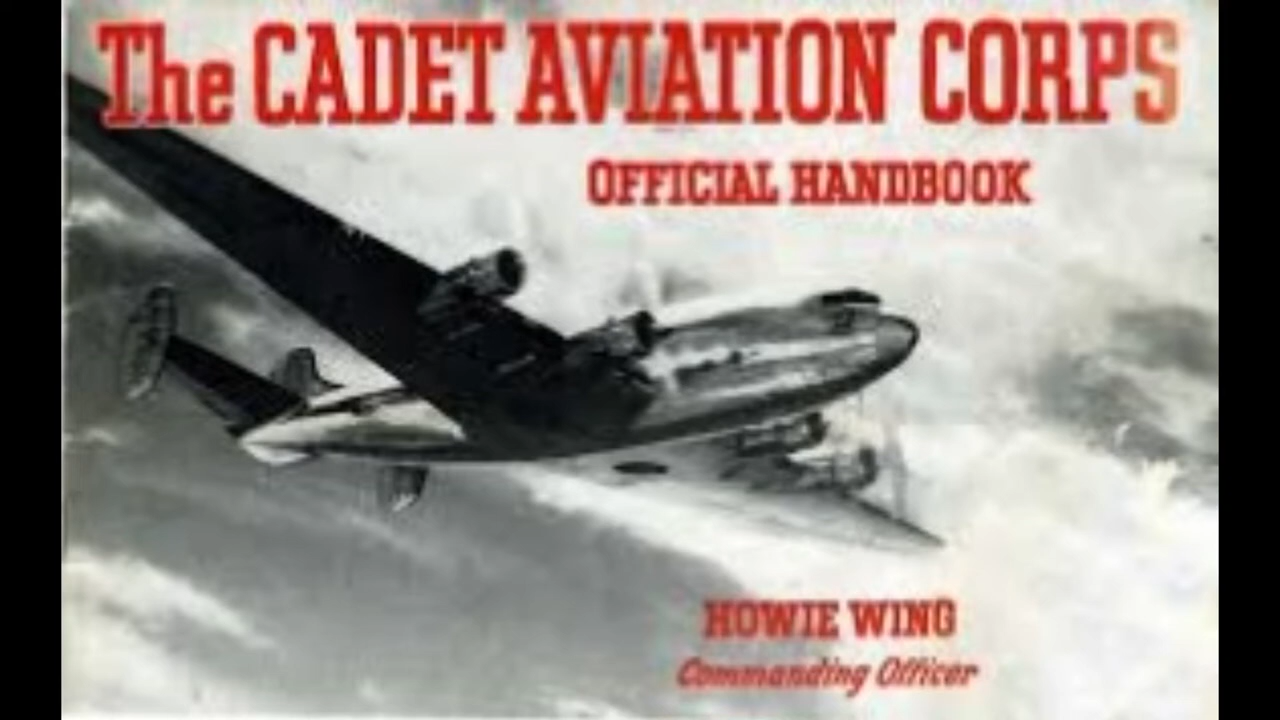 The CADET AVIATION CORPS
OFFICIAL HANDBOOK
HOWIE WING
Commanding Officer